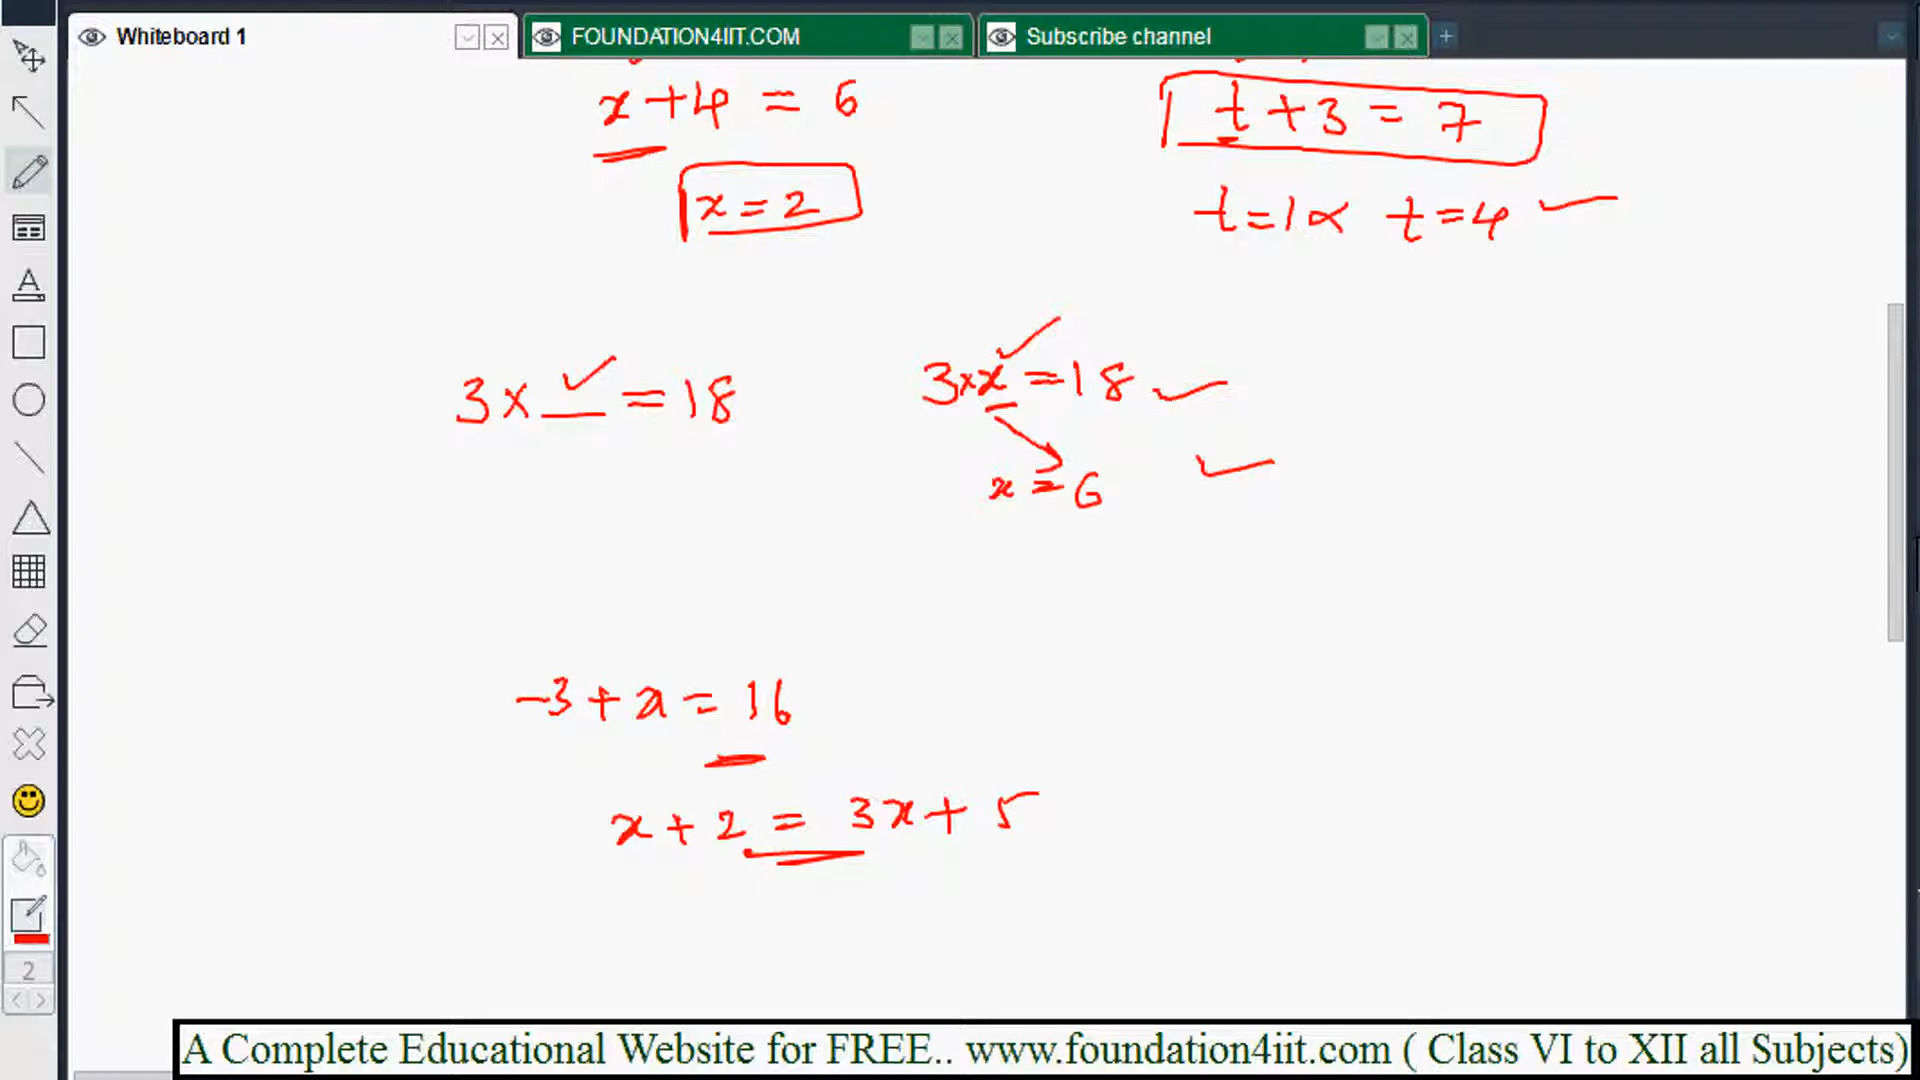 Whiteboard 1
FOUNDATION4IIT.COM
Subscribe channel
x+4 = 6
t+3 = 7
x=2
t=1 t=4
3x __ =18
3×x=18
x=6
-3+x=16
x+2 = 3x+5
2
A Complete Educational Website for FREE.. www.foundation4iit.com ( Class VI to XII all Subjects)